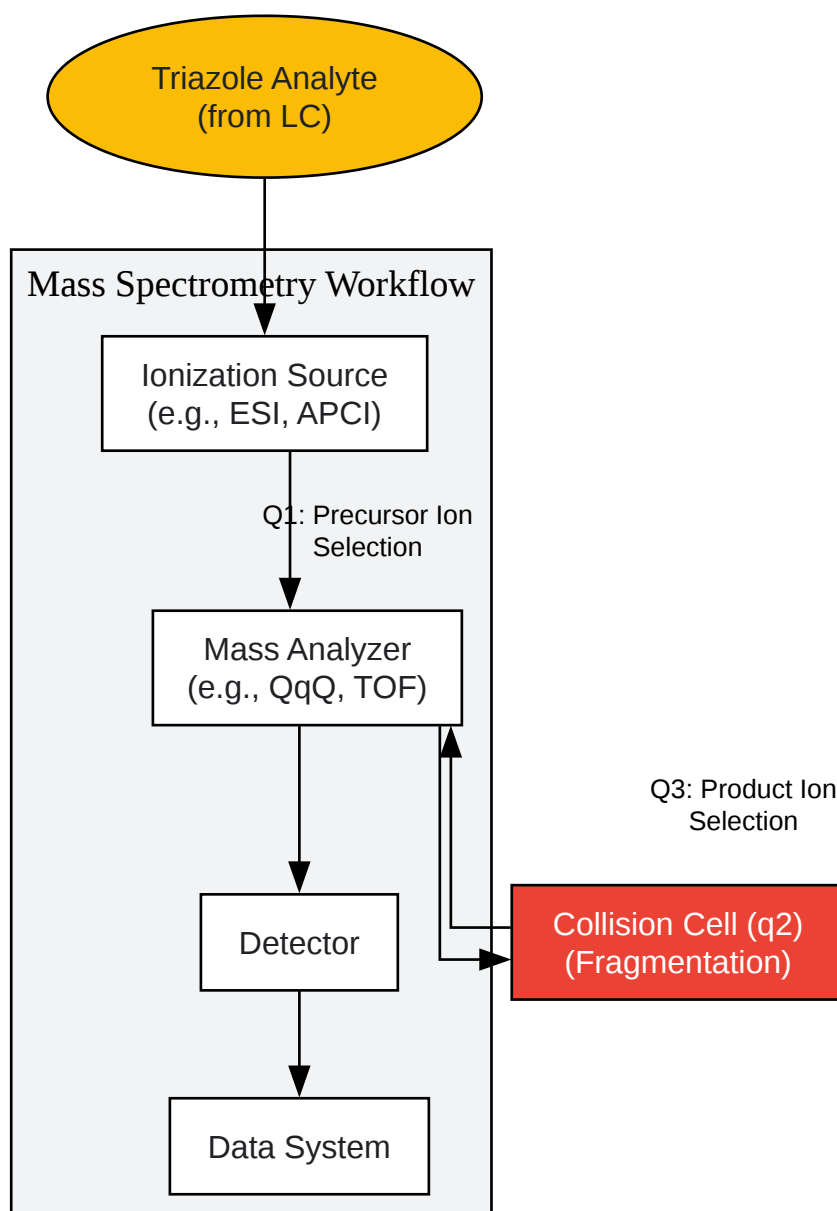 Triazole Analyte
(from LC)
Mass Spectrometry Workflow
Ionization Source
(e.g., ESI, APCI)
Q1: Precursor Ion
Selection
Mass Analyzer
(e.g., QqQ, TOF)
Q3: Product Ion
Selection
Detector
Collision Cell (q2)
(Fragmentation)
Data System